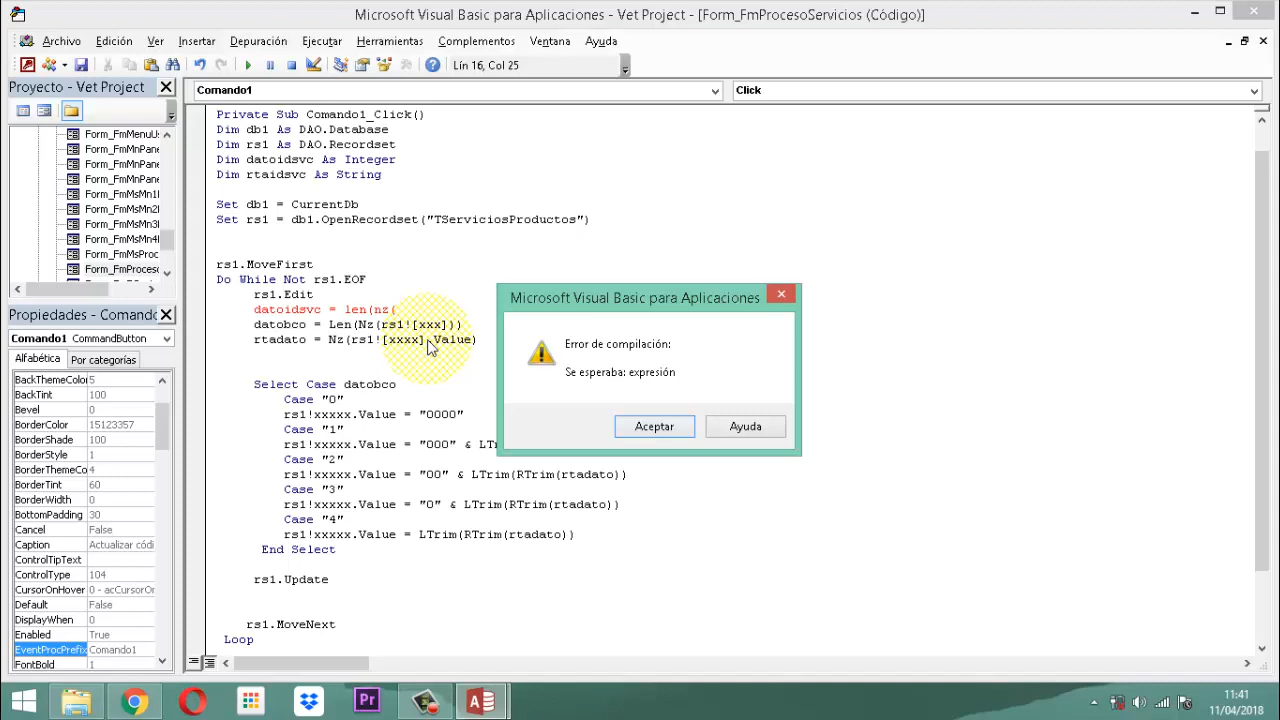 Microsoft Visual Basic para Aplicaciones - Vet Project - [Form_FmProcesoServicios (Código)]
Archivo Edición Ver Insertar Depuración Ejecutar Herramientas Complementos Ventana Ayuda
Lín 16, Col 25
Proyecto - Vet Project
Form_FmMenuUs
Form_FmMnPane
Form_FmMnPane
Form_FmMnPane
Form_FmMsMn1I
Form_FmMsMn2I
Form_FmMsMn3I
Form_FmMsMn4I
Form_FmMsProc
Form_FmProceso
Propiedades - Comando
Comando1 CommandButton
Alfabética Por categorías
BackThemeColor 5
BackTint 100
Bevel 0
BorderColor 15123357
BorderShade 100
BorderStyle 1
BorderThemeCo 4
BorderTint 60
BorderWidth 0
BottomPadding 30
Cancel False
Caption Actualizar códi
ControlTipText
ControlType 104
CursorOnHover 0 - acCursorOn
Default False
DisplayWhen 0
Enabled True
EventProcPrefix Comando1
FontBold 1
Comando1 Click
Private Sub Comando1_Click()
Dim db1 As DAO.Database
Dim rs1 As DAO.Recordset
Dim datoidsvc As Integer
Dim rtaidsvc As String
Set db1 = CurrentDb
Set rs1 = db1.OpenRecordset("TServiciosProductos")
rs1.MoveFirst
Do While Not rs1.EOF
rs1.Edit
datoidsvc = len(nz(
datobco = Len(Nz(rs1![xxx]))
rtadato = Nz(rs1![xxxx].Value)
Select Case datobco
Case "0"
rs1!xxxxx.Value = "0000"
Case "1"
rs1!xxxxx.Value = "000" & LT
Case "2"
rs1!xxxxx.Value = "00" & LTrim(RTrim(rtadato))
Case "3"
rs1!xxxxx.Value = "0" & LTrim(RTrim(rtadato))
Case "4"
rs1!xxxxx.Value = LTrim(RTrim(rtadato))
End Select
rs1.Update
rs1.MoveNext
Loop
Microsoft Visual Basic para Aplicaciones
Error de compilación:
Se esperaba: expresión
Aceptar Ayuda
Pr
11:41
11/04/2018